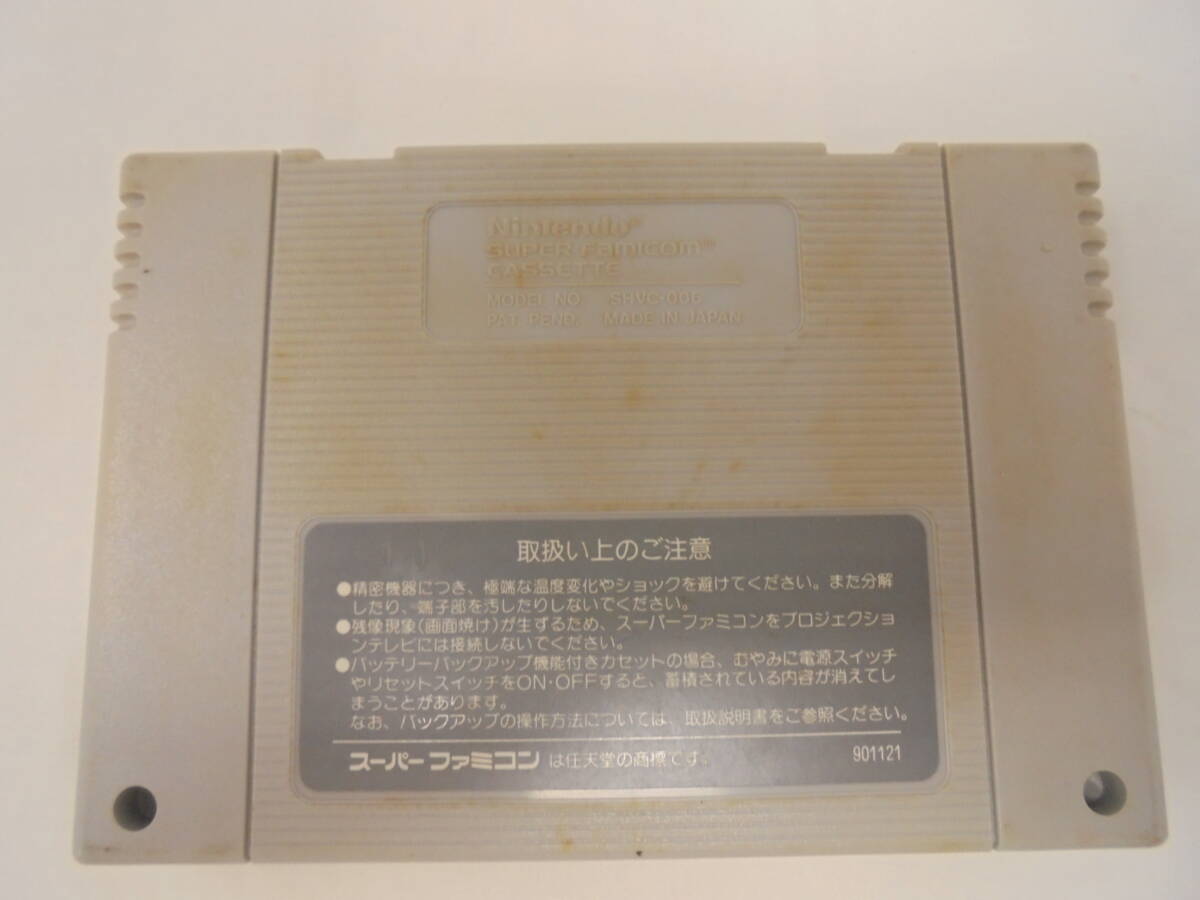 Nintendo®
SUPER Famicom™
CASSETTE
MODEL NO. SHVC-006
PAT. PEND. MADE IN JAPAN
取扱い上のご注意
●精密機器につき、極端な温度変化やショックを避けてください。また分解
したり、端子部を汚したりしないでください。
●残像現象(画面焼け)が生ずるため、スーパーファミコンをプロジェクショ
ンテレビには接続しないでください。
●バッテリーバックアップ機能付きカセットの場合、むやみに電源スイッチ
やリセットスイッチをON・OFFすると、蓄積されている内容が消えてし
まうことがあります。
なお、バックアップの操作方法については、取扱説明書をご参照ください。
スーパーファミコン は任天堂の商標です。 901121